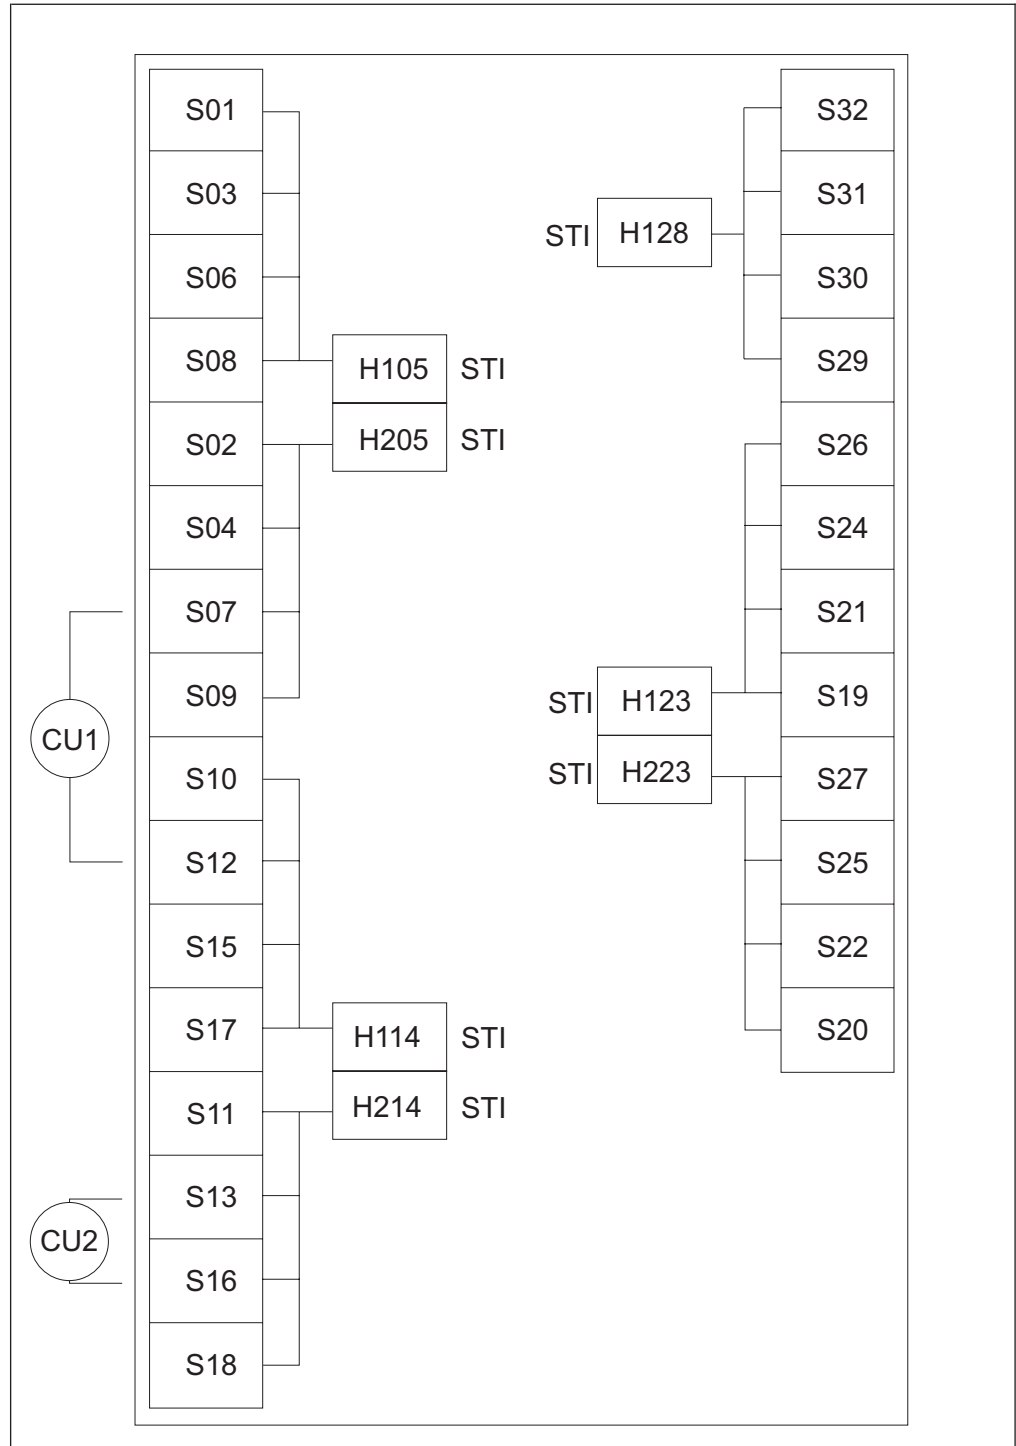 S01
S03
S06
S08
S02
S04
S07
S09
S10
S12
S15
S17
S11
S13
S16
S18
CU1
CU2
H105 STI
H205 STI
H114 STI
H214 STI
STI H128
STI H123
STI H223
S32
S31
S30
S29
S26
S24
S21
S19
S27
S25
S22
S20